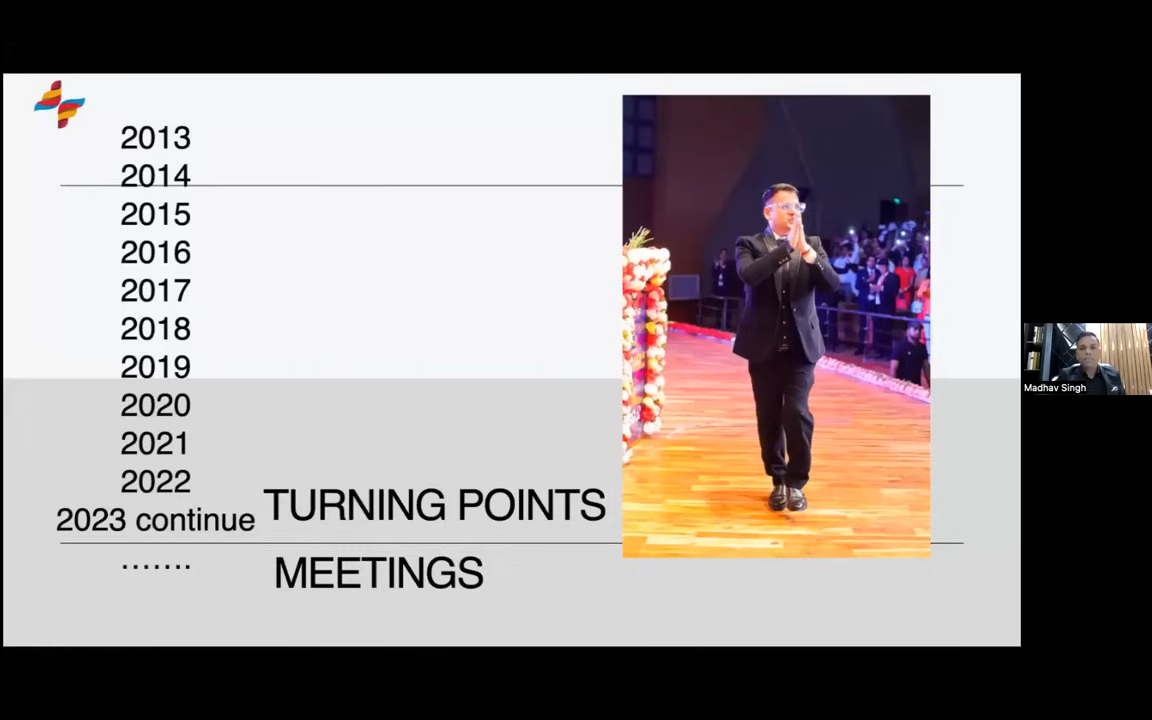 2013
2014
2015
2016
2017
2018
2019
2020
2021
2022
2023 continue
.......
TURNING POINTS
MEETINGS
Madhav Singh